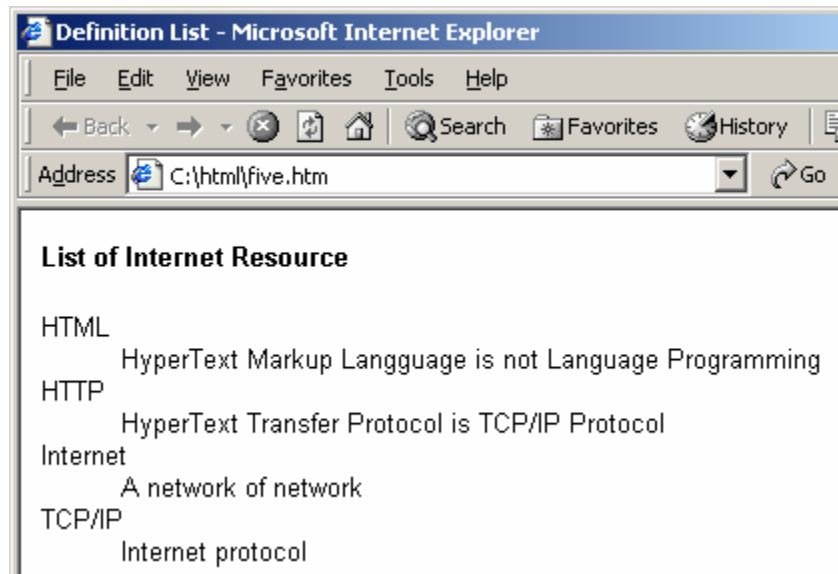 Definition List - Microsoft Internet Explorer
File Edit View Favorites Tools Help
Back Search Favorites History
Address C:\html\five.htm Go
List of Internet Resource
HTML
HyperText Markup Langguage is not Language Programming
HTTP
HyperText Transfer Protocol is TCP/IP Protocol
Internet
A network of network
TCP/IP
Internet protocol